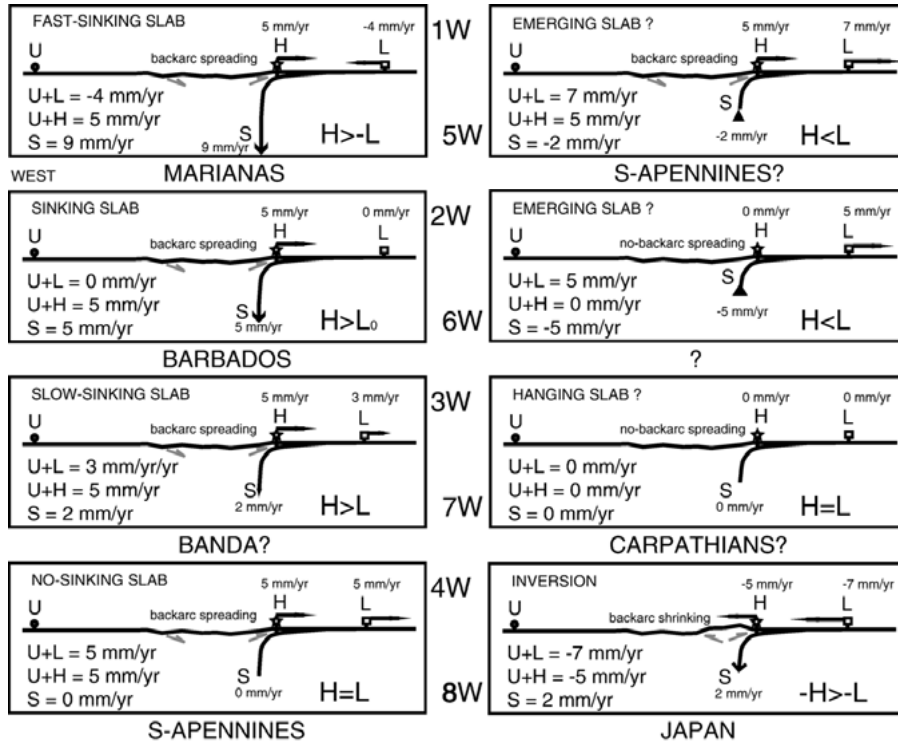 FAST-SINKING SLAB
5 mm/yr
-4 mm/yr
U
H
L
backarc spreading
U+L = -4 mm/yr
U+H = 5 mm/yr
S = 9 mm/yr
S
9 mm/yr
H>-L
MARIANAS
1W
5W
EMERGING SLAB ?
5 mm/yr
7 mm/yr
U
H
L
backarc spreading
U+L = 7 mm/yr
U+H = 5 mm/yr
S = -2 mm/yr
S
-2 mm/yr
H<L
S-APENNINES?
WEST
SINKING SLAB
5 mm/yr
0 mm/yr
U
H
L
backarc spreading
U+L = 0 mm/yr
U+H = 5 mm/yr
S = 5 mm/yr
S
5 mm/yr
H>L0
BARBADOS
2W
6W
EMERGING SLAB ?
0 mm/yr
5 mm/yr
U
H
L
no-backarc spreading
U+L = 5 mm/yr
U+H = 0 mm/yr
S = -5 mm/yr
S
-5 mm/yr
H<L
?
SLOW-SINKING SLAB
5 mm/yr
3 mm/yr
U
H
L
backarc spreading
U+L = 3 mm/yr/yr
U+H = 5 mm/yr
S = 2 mm/yr
S
2 mm/yr
H>L
BANDA?
3W
7W
HANGING SLAB ?
0 mm/yr
0 mm/yr
U
H
L
no-backarc spreading
U+L = 0 mm/yr
U+H = 0 mm/yr
S = 0 mm/yr
S
0 mm/yr
H=L
CARPATHIANS?
NO-SINKING SLAB
5 mm/yr
5 mm/yr
U
H
L
backarc spreading
U+L = 5 mm/yr
U+H = 5 mm/yr
S = 0 mm/yr
S
0 mm/yr
H=L
S-APENNINES
4W
8W
INVERSION
-5 mm/yr
-7 mm/yr
U
H
L
backarc shrinking
U+L = -7 mm/yr
U+H = -5 mm/yr
S = 2 mm/yr
S
2 mm/yr
-H>-L
JAPAN